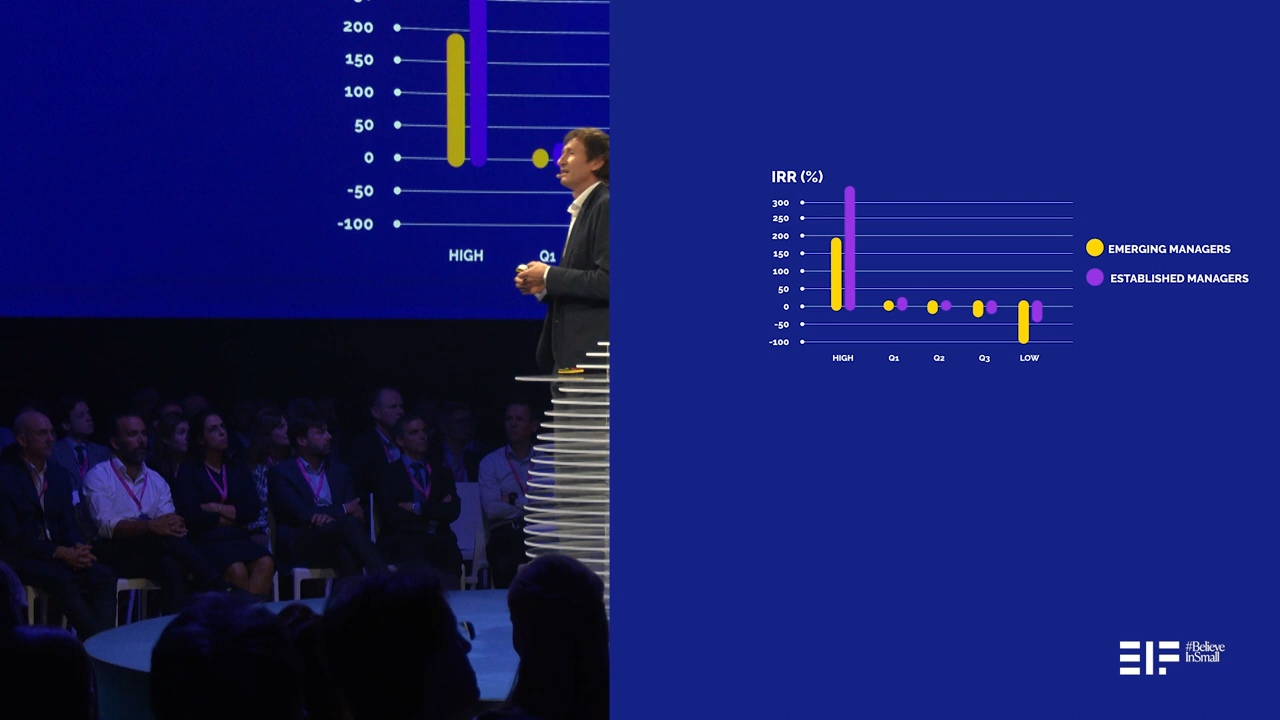 200
150
100
50
0
-50
-100
HIGH
Q1
IRR (%)
300
250
200
150
100
50
0
-50
-100
HIGH
Q1
Q2
Q3
LOW
EMERGING MANAGERS
ESTABLISHED MANAGERS
EIF
#Believe
InSmall